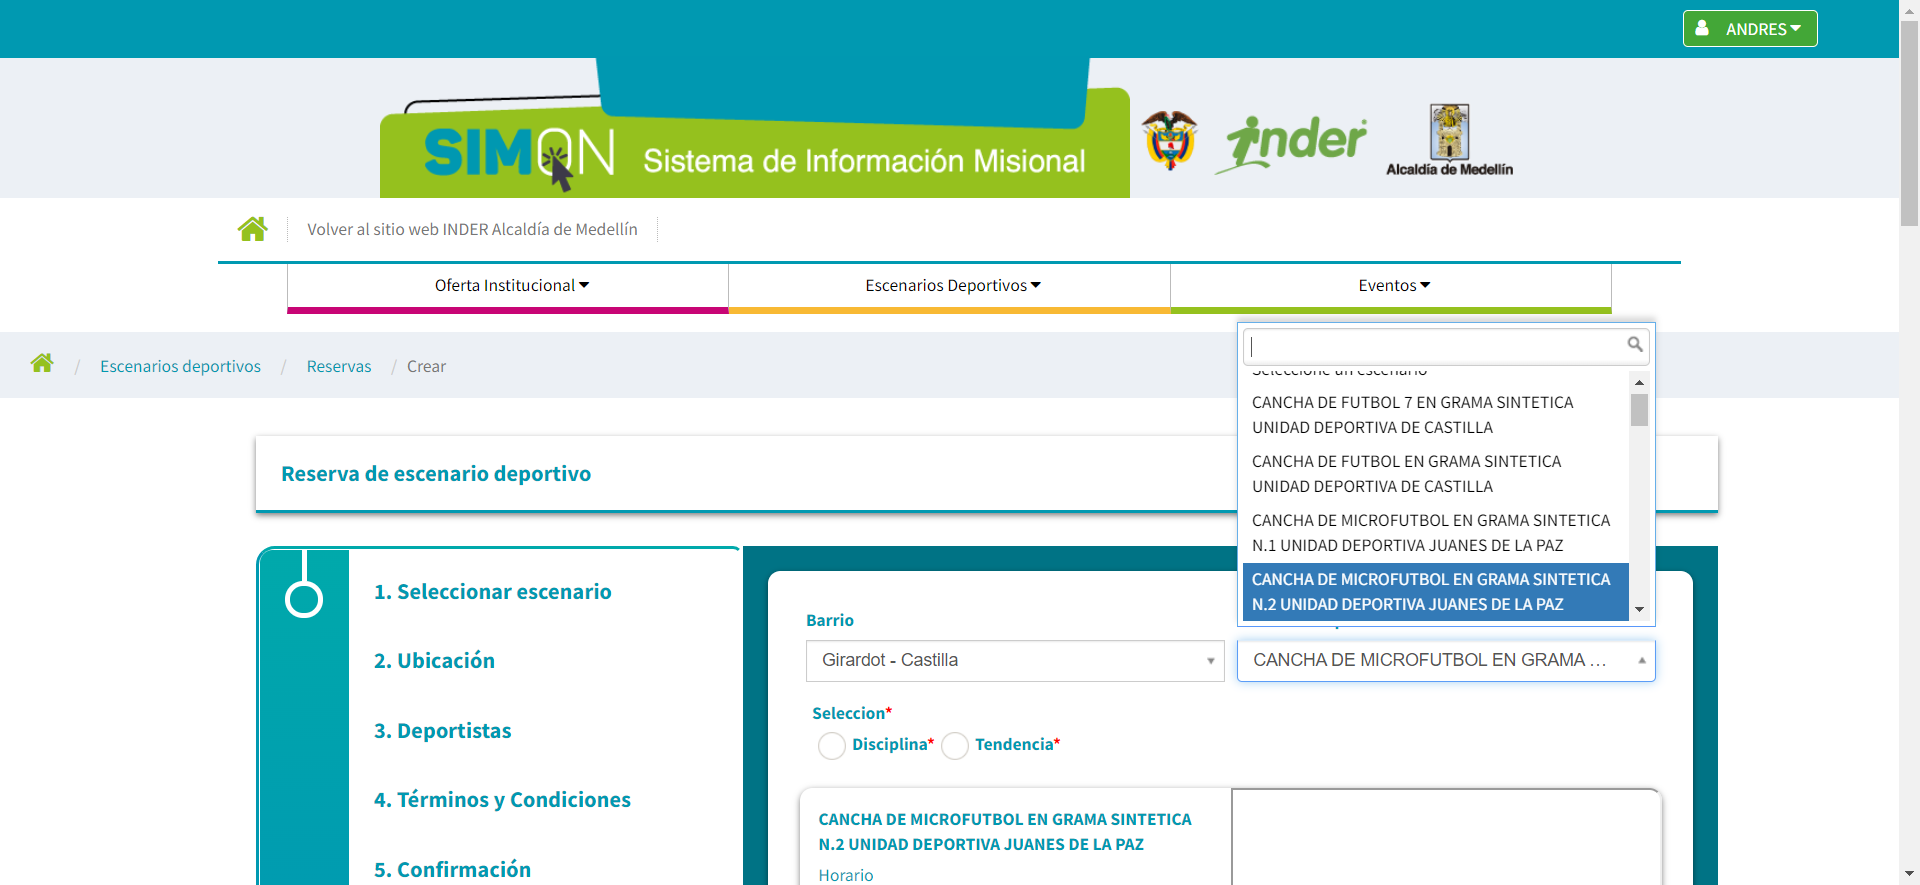 ANDRES
SIMON
Sistema de Información Misional
inder
Alcaldía de Medellín
Volver al sitio web INDER Alcaldía de Medellín
Oferta Institucional
Escenarios Deportivos
Eventos
/ Escenarios deportivos / Reservas / Crear
Seleccione un escenario
CANCHA DE FUTBOL 7 EN GRAMA SINTETICA
UNIDAD DEPORTIVA DE CASTILLA
CANCHA DE FUTBOL EN GRAMA SINTETICA
UNIDAD DEPORTIVA DE CASTILLA
CANCHA DE MICROFUTBOL EN GRAMA SINTETICA
N.1 UNIDAD DEPORTIVA JUANES DE LA PAZ
CANCHA DE MICROFUTBOL EN GRAMA SINTETICA
N.2 UNIDAD DEPORTIVA JUANES DE LA PAZ
Reserva de escenario deportivo
1. Seleccionar escenario
2. Ubicación
3. Deportistas
4. Términos y Condiciones
5. Confirmación
Barrio
Girardot - Castilla
CANCHA DE MICROFUTBOL EN GRAMA ...
Seleccion*
Disciplina* Tendencia*
CANCHA DE MICROFUTBOL EN GRAMA SINTETICA
N.2 UNIDAD DEPORTIVA JUANES DE LA PAZ
Horario